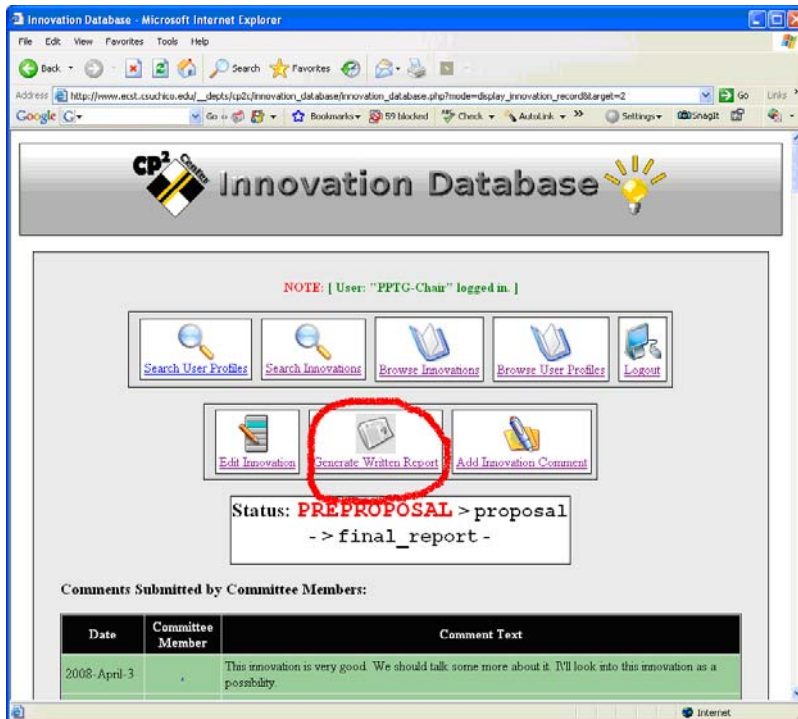 Innovation Database - Microsoft Internet Explorer
File Edit View Favorites Tools Help
Back Search Favorites
Address http://www.ecst.csuchico.edu/__depts/cp2c/innovation_database/innovation_database.php?mode=display_innovation_record&target=2 Go Links »
Google G Go Bookmarks 59 blocked Check AutoLink » Settings SnagIt
CP2 Center Innovation Database
NOTE: [ User: "PPTG-Chair" logged in. ]
Search User Profiles Search Innovations Browse Innovations Browse User Profiles Logout
Edit Innovation Generate Written Report Add Innovation Comment
Status: PREPROPOSAL > proposal
-> final_report -
Comments Submitted by Committee Members:
Date Committee Member Comment Text
2008-April-3 , This innovation is very good. We should talk some more about it. I\'ll look into this innovation as a
possibility.
Internet